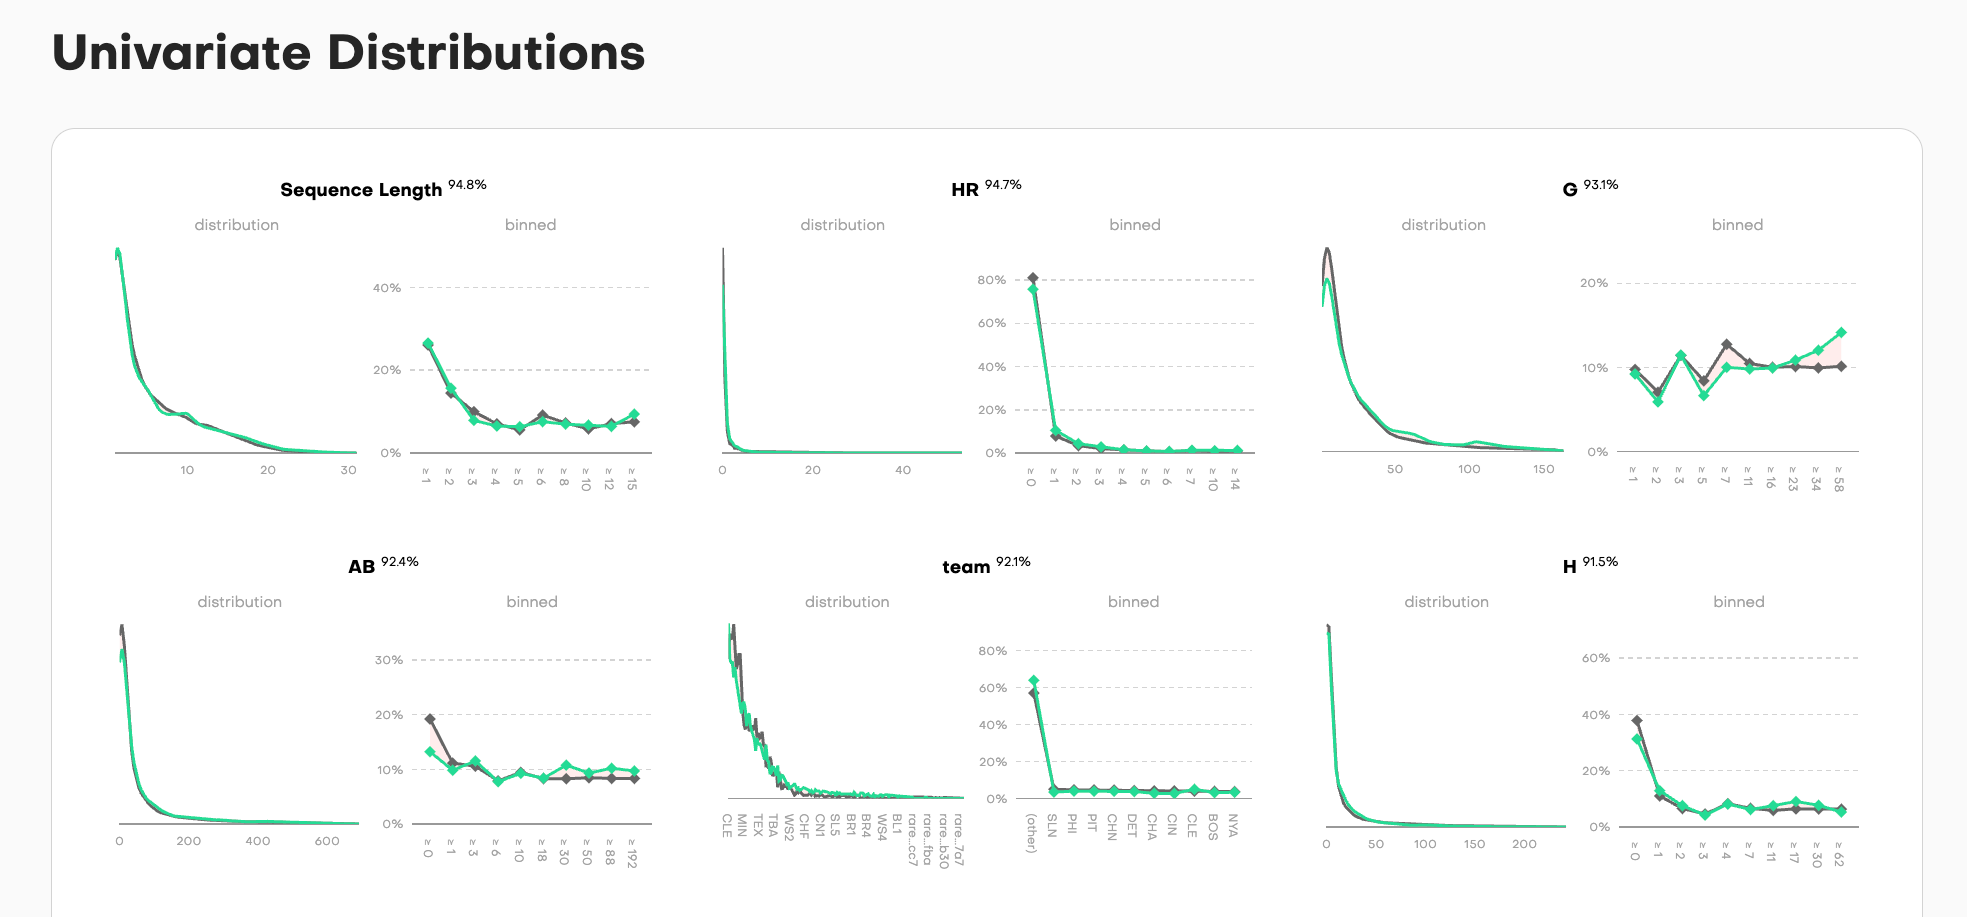 Univariate Distributions
Sequence Length 94.8%
distribution
binned
40%
20%
0%
10 20 30
≥ 1 ≥ 2 ≥ 3 ≥ 4 ≥ 5 ≥ 6 ≥ 8 ≥ 10 ≥ 12 ≥ 15
HR 94.7%
distribution
binned
80%
60%
40%
20%
0%
0 20 40
≥ 0 ≥ 1 ≥ 2 ≥ 3 ≥ 4 ≥ 5 ≥ 6 ≥ 7 ≥ 10 ≥ 14
G 93.1%
distribution
binned
20%
10%
0%
50 100 150
≥ 1 ≥ 2 ≥ 3 ≥ 5 ≥ 7 ≥ 11 ≥ 16 ≥ 23 ≥ 34 ≥ 58
AB 92.4%
distribution
binned
30%
20%
10%
0%
0 200 400 600
≥ 0 ≥ 1 ≥ 3 ≥ 6 ≥ 10 ≥ 18 ≥ 30 ≥ 50 ≥ 88 ≥ 192
team 92.1%
distribution
binned
80%
60%
40%
20%
0%
CLE MIN TEX TBA WS2 CHF CN1 SL5 BR1 BR4 WS4 BL1 rare...cc7 rare...fba rare...b30 rare...7a7
(other) SLN PHI PIT CHN DET CHA CIN CLE BOS NYA
H 91.5%
distribution
binned
60%
40%
20%
0%
0 50 100 200
≥ 0 ≥ 1 ≥ 2 ≥ 3 ≥ 4 ≥ 7 ≥ 11 ≥ 17 ≥ 30 ≥ 62